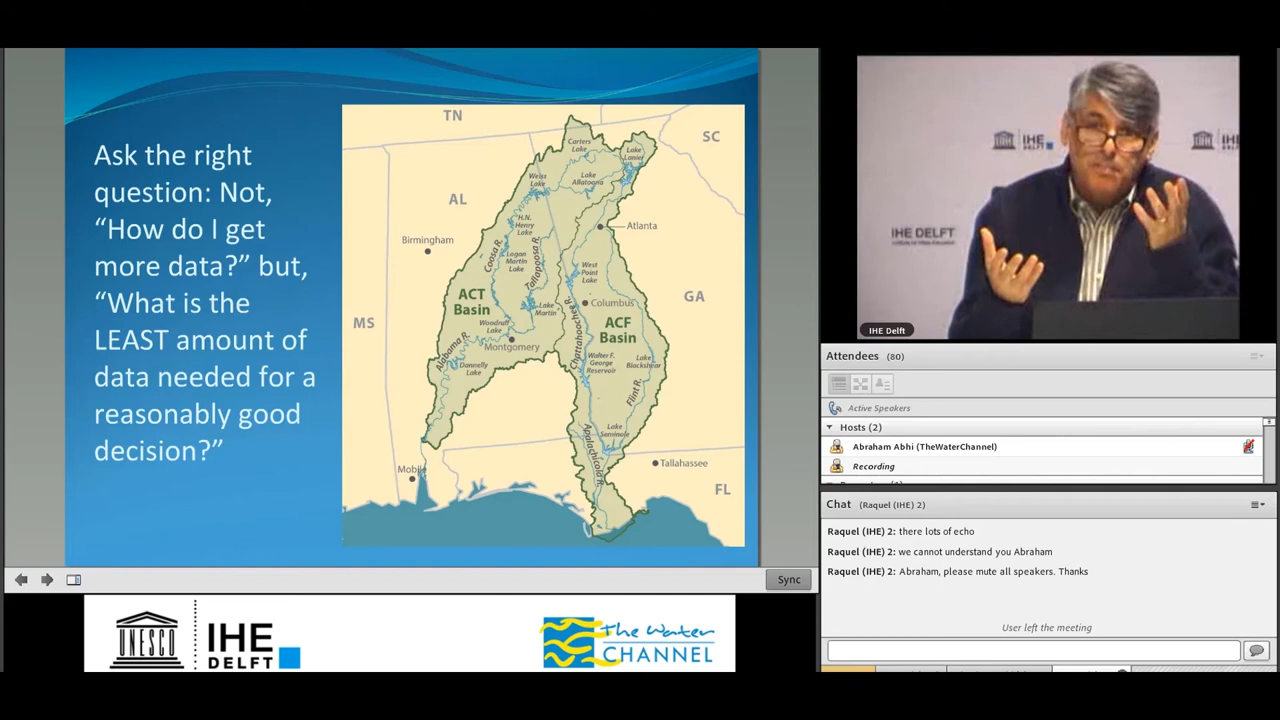 Ask the right
question: Not,
“How do I get
more data?” but,
“What is the
LEAST amount of
data needed for a
reasonably good
decision?”
TN
SC
AL
MS
GA
FL
Carters
Lake
Lake
Lanier
Weiss
Lake
Lake
Allatoona
H.N.
Henry
Lake
Atlanta
Birmingham
Coosa R.
Logan
Martin
Lake
Tallapoosa R.
West
Point
Lake
ACT
Basin
Lake
Martin
Columbus
ACF
Basin
Chattahoochee R.
Woodruff
Lake
Montgomery
Alabama R.
Dannelly
Lake
Walter F.
George
Reservoir
Lake
Blackshear
Flint R.
Lake
Seminole
Apalachicola R.
Mobile
Tallahassee
Sync
UNESCO
IHE
DELFT
The Water
CHANNEL
IHE
DELFT
IHE DELFT
IHE Delft
Attendees (80)
Active Speakers
Hosts (2)
Abraham Abhi (TheWaterChannel)
Recording
Chat (Raquel (IHE) 2)
Raquel (IHE) 2: there lots of echo
Raquel (IHE) 2: we cannot understand you Abraham
Raquel (IHE) 2: Abraham, please mute all speakers. Thanks
User left the meeting